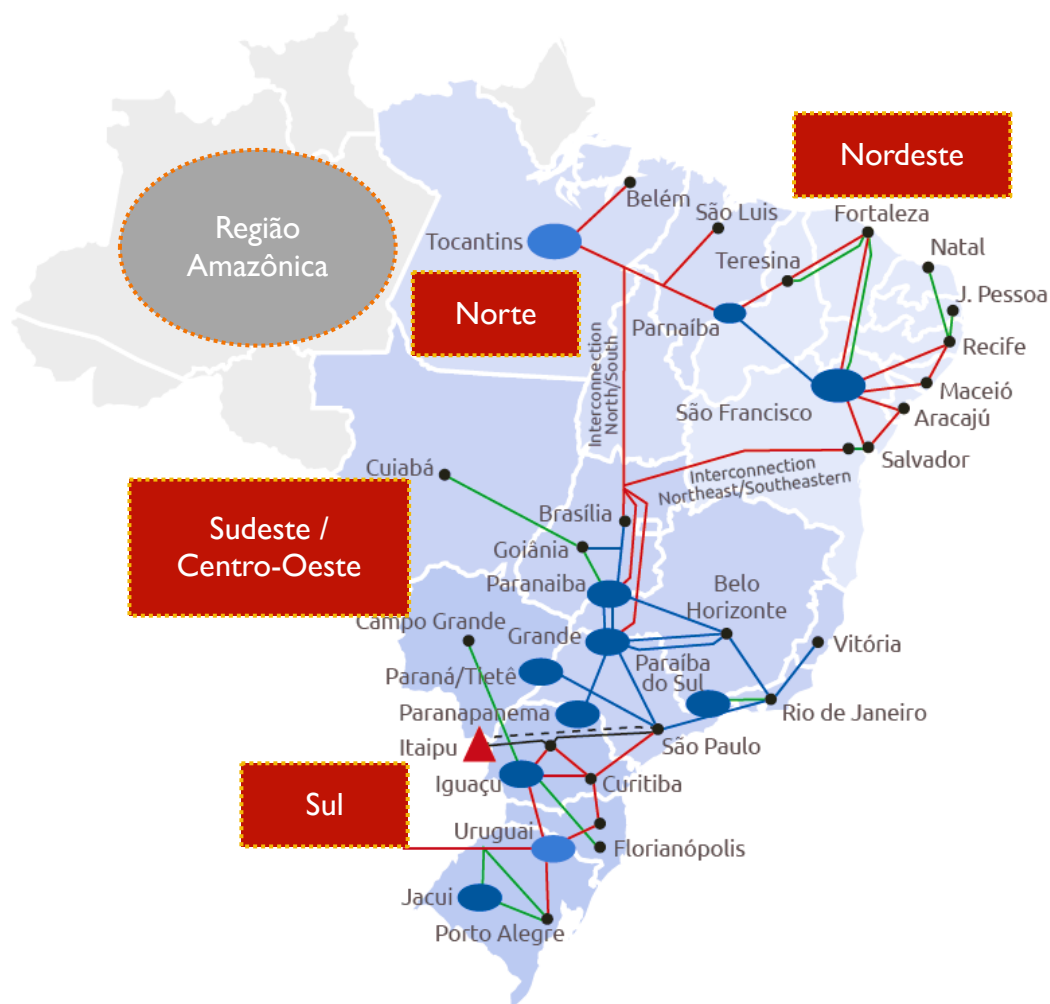 Nordeste
Belém
São Luis
Fortaleza
Região
Amazônica
Tocantins
Teresina
Natal
J. Pessoa
Norte
Parnaíba
Recife
Interconnection
North/South
São Francisco
Maceió
Aracajú
Salvador
Cuiabá
Interconnection
Northeast/Southeastern
Sudeste /
Centro-Oeste
Brasília
Goiânia
Paranaiba
Belo
Horizonte
Campo Grande
Grande
Vitória
Paraíba
do Sul
Paraná/Tietê
Paranapanema
Rio de Janeiro
Itaipu
São Paulo
Iguaçu
Curitiba
Sul
Uruguai
Florianópolis
Jacui
Porto Alegre